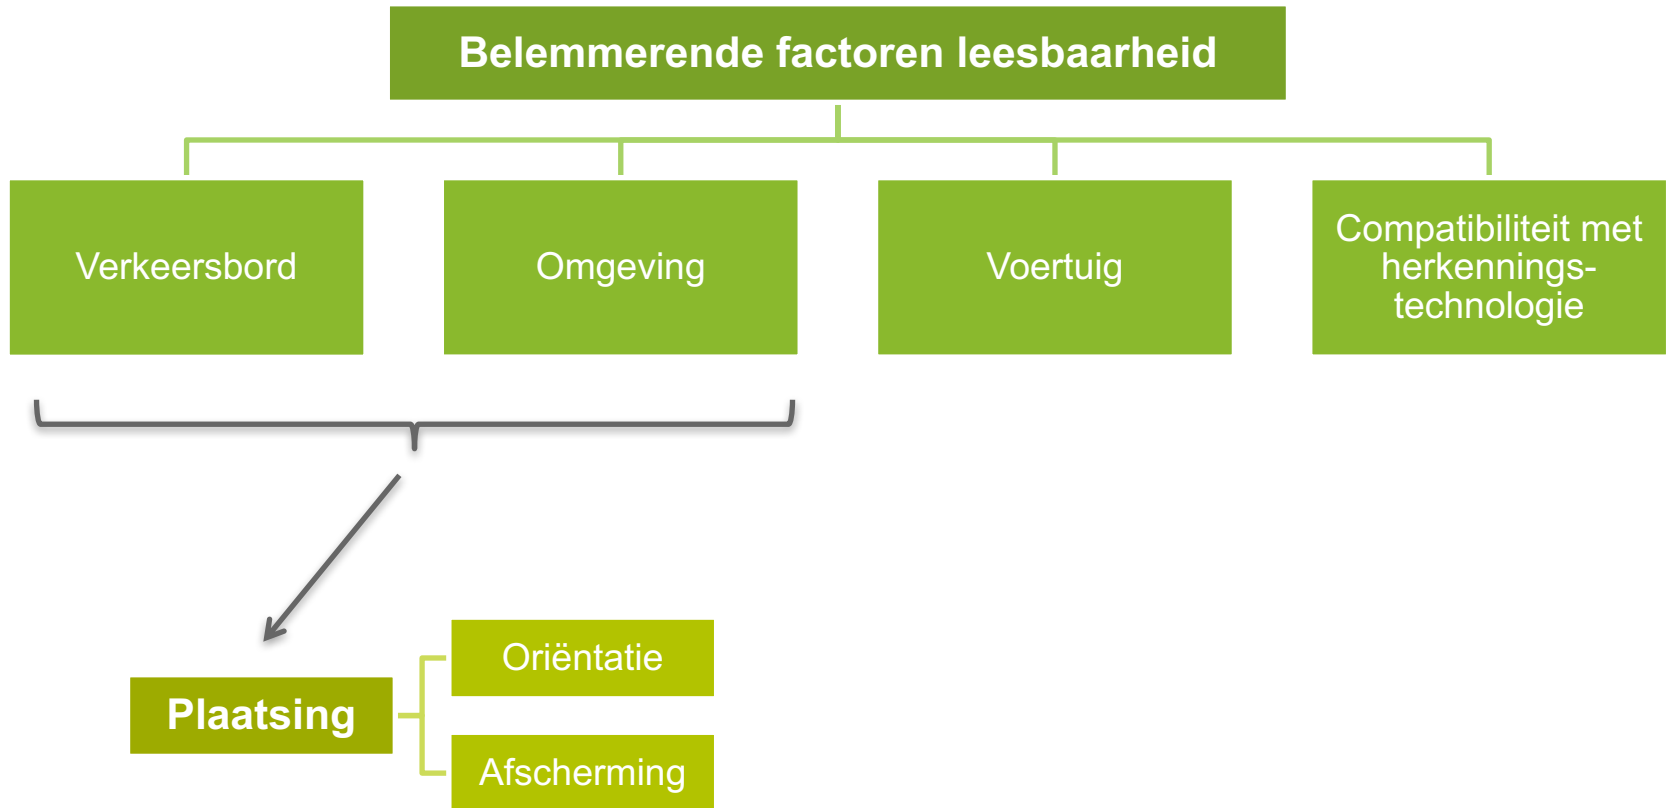 Belemmerende factoren leesbaarheid
Verkeersbord
Omgeving
Voertuig
Compatibiliteit met
herkennings-
technologie
Plaatsing
Oriëntatie
Afscherming